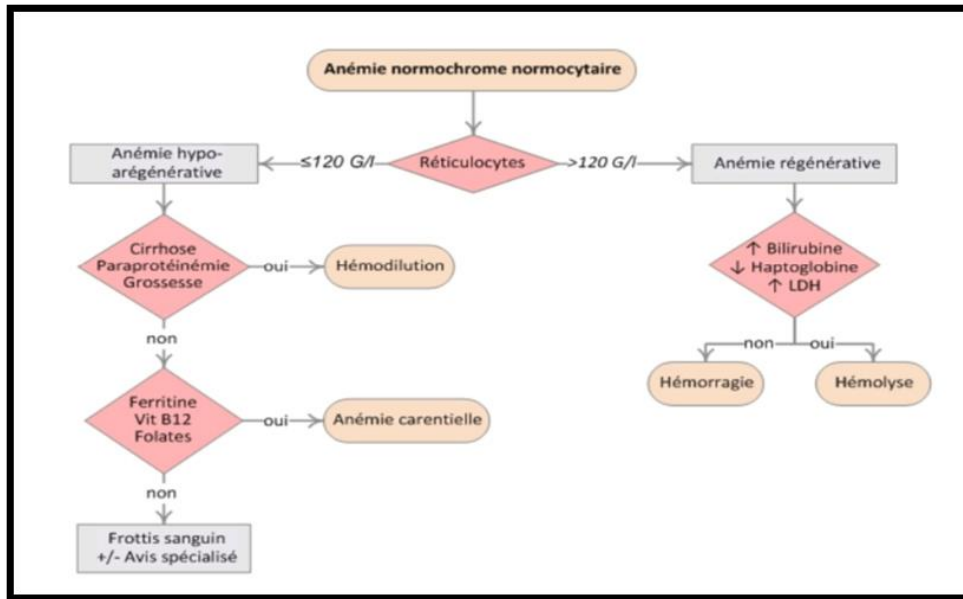 Anémie normochrome normocytaire
Anémie hypo-
arégénérative
≤120 G/l
Réticulocytes
>120 G/l
Anémie régénérative
Cirrhose
Paraprotéinémie
Grossesse
oui
Hémodilution
↑ Bilirubine
↓ Haptoglobine
↑ LDH
non
non
oui
Hémorragie
Hémolyse
Ferritine
Vit B12
Folates
oui
Anémie carentielle
non
Frottis sanguin
+/- Avis spécialisé